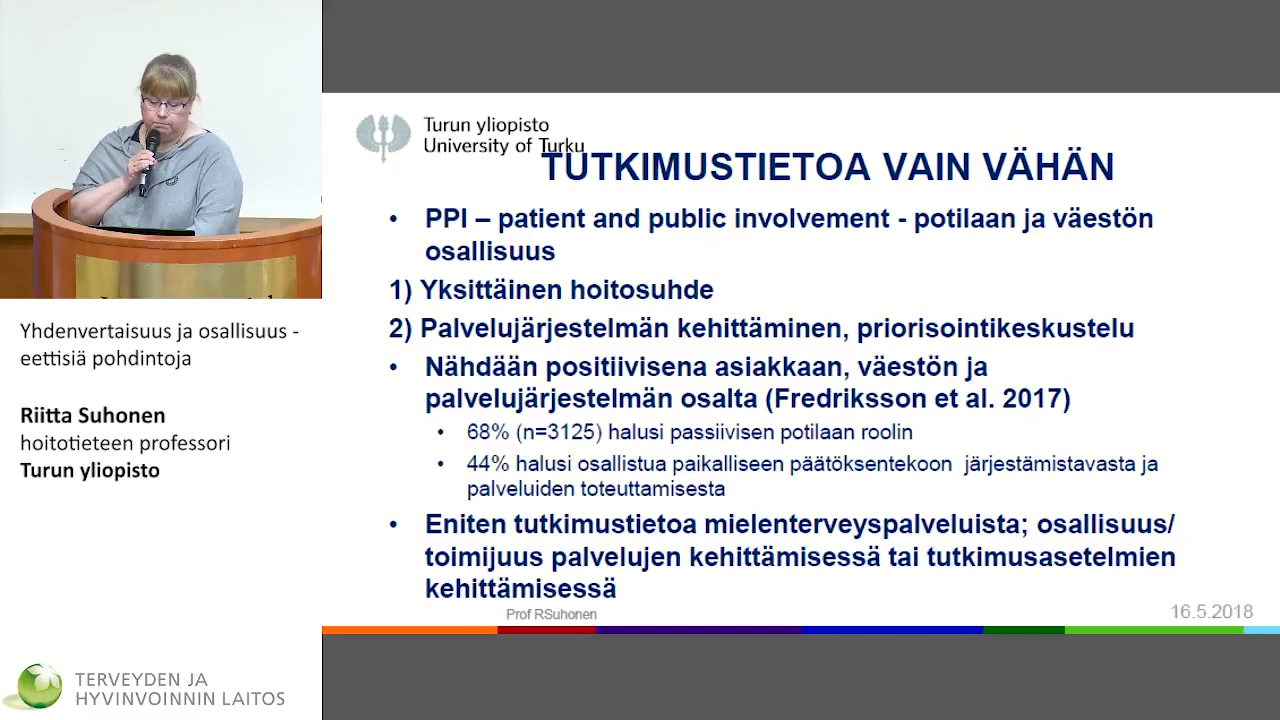 Yhdenvertaisuus ja osallisuus -
eettisiä pohdintoja
Riitta Suhonen
hoitotieteen professori
Turun yliopisto
TERVEYDEN JA
HYVINVOINNIN LAITOS
Turun yliopisto
University of Turku
TUTKIMUSTIETOA VAIN VÄHÄN
• PPI – patient and public involvement - potilaan ja väestön
osallisuus
1) Yksittäinen hoitosuhde
2) Palvelujärjestelmän kehittäminen, priorisointikeskustelu
• Nähdään positiivisena asiakkaan, väestön ja
palvelujärjestelmän osalta (Fredriksson et al. 2017)
• 68% (n=3125) halusi passiivisen potilaan roolin
• 44% halusi osallistua paikalliseen päätöksentekoon järjestämistavasta ja
palveluiden toteuttamisesta
• Eniten tutkimustietoa mielenterveyspalveluista; osallisuus/
toimijuus palvelujen kehittämisessä tai tutkimusasetelmien
kehittämisessä
Prof RSuhonen
16.5.2018